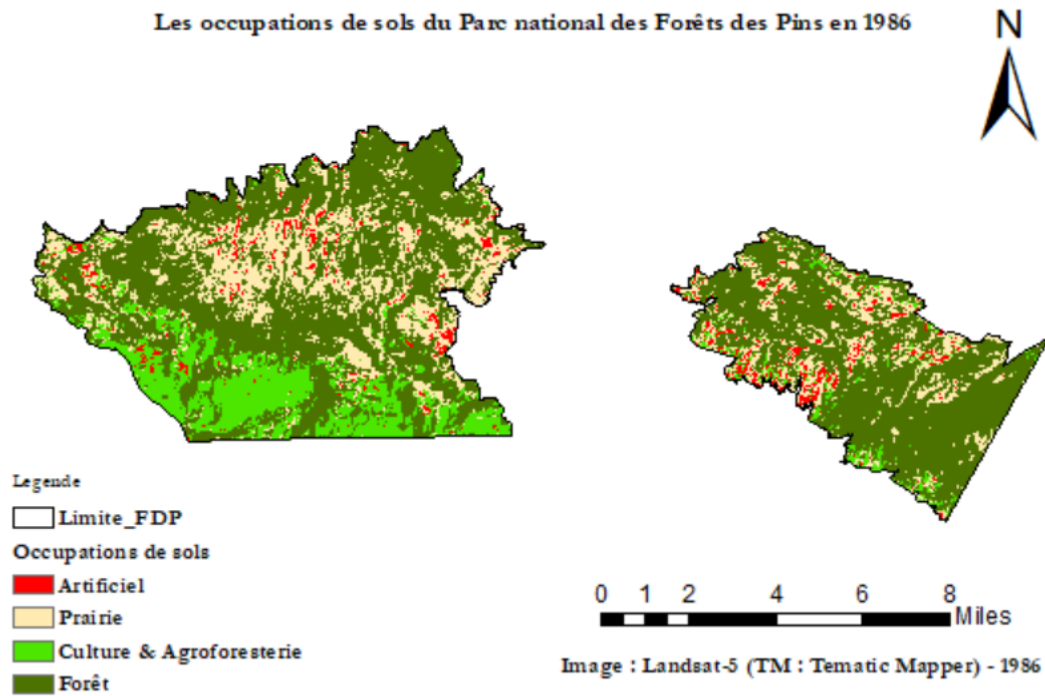 Les occupations de sols du Parc national des Forêts des Pins en 1986
N
Legende
Limite_FDP
Occupations de sols
Artificiel
Prairie
Culture & Agroforesterie
Forêt
0 1 2 4 6 8
Miles
Image : Landsat-5 (TM : Tematic Mapper) - 1986